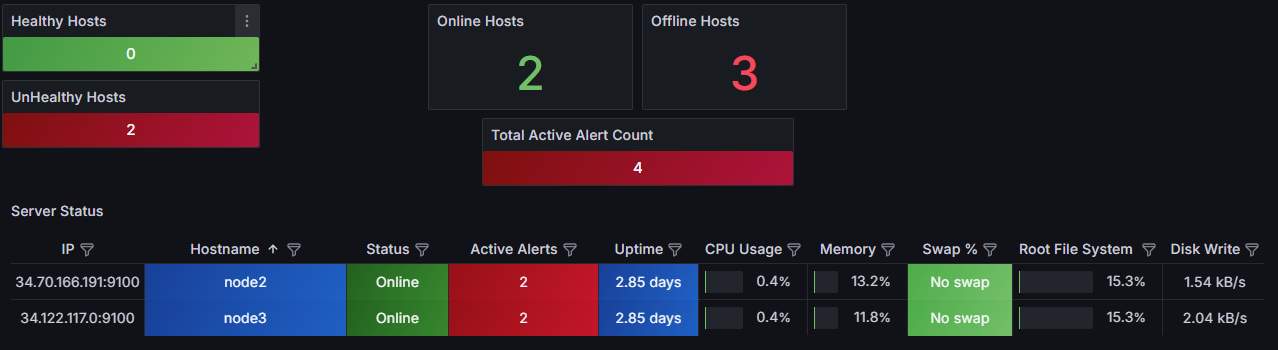 Healthy Hosts
0
UnHealthy Hosts
2
Online Hosts
2
Offline Hosts
3
Total Active Alert Count
4
Server Status
IP Hostname Status Active Alerts Uptime CPU Usage Memory Swap % Root File System Disk Write
34.70.166.191:9100 node2 Online 2 2.85 days 0.4% 13.2% No swap 15.3% 1.54 kB/s
34.122.117.0:9100 node3 Online 2 2.85 days 0.4% 11.8% No swap 15.3% 2.04 kB/s